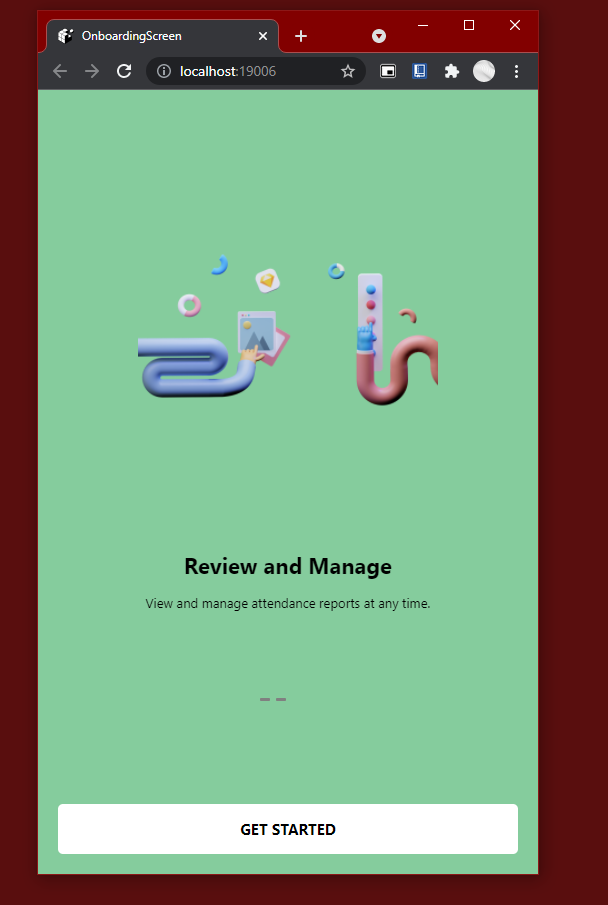 OnboardingScreen
localhost:19006
Review and Manage
View and manage attendance reports at any time.
GET STARTED